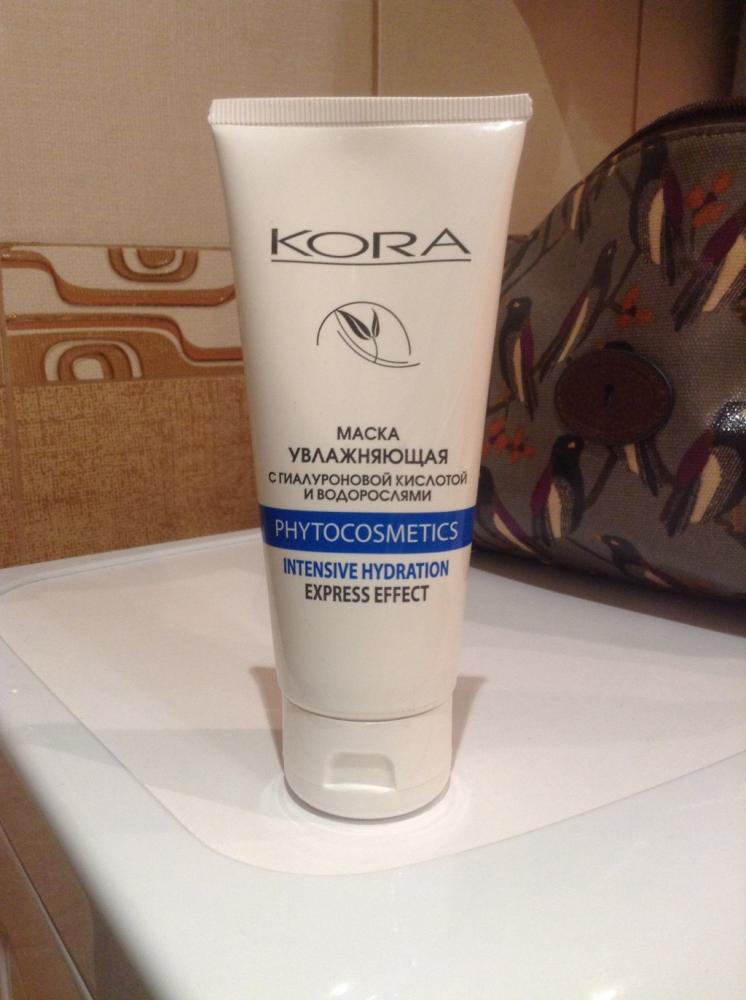 KORA
МАСКА
УВЛАЖНЯЮЩАЯ
С ГИАЛУРОНОВОЙ КИСЛОТОЙ
И ВОДОРОСЛЯМИ
PHYTOCOSMETICS
INTENSIVE HYDRATION
EXPRESS EFFECT